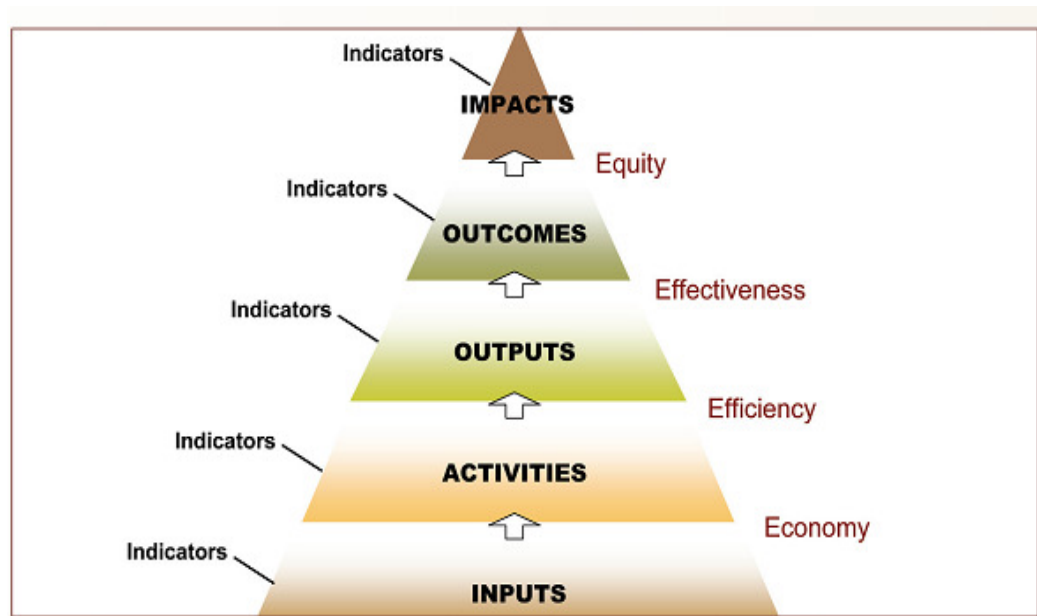 Indicators
IMPACTS
Equity
Indicators
OUTCOMES
Effectiveness
Indicators
OUTPUTS
Efficiency
Indicators
ACTIVITIES
Economy
Indicators
INPUTS